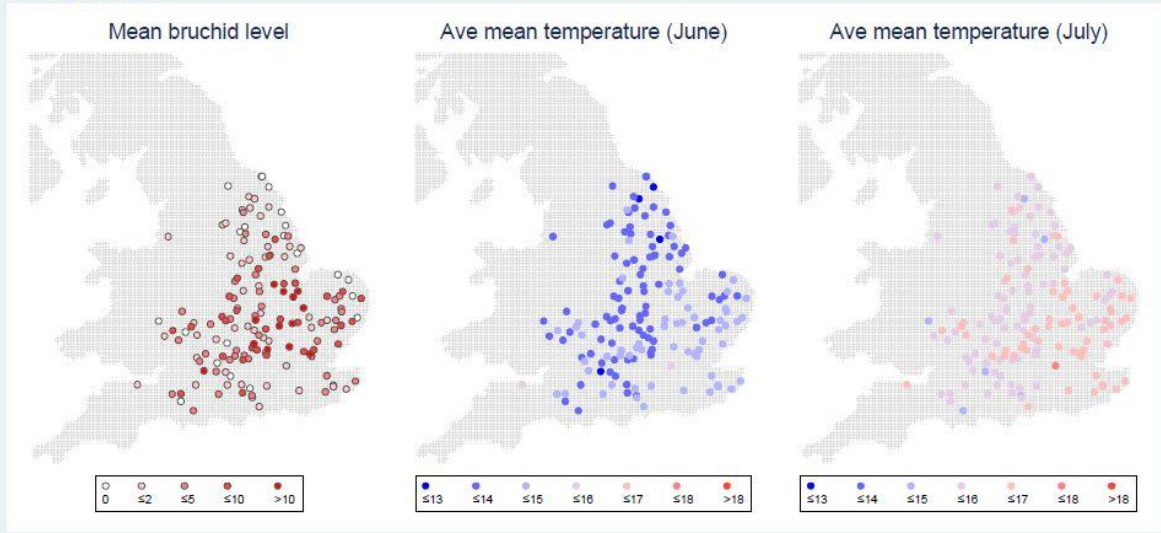 Mean bruchid level
Ave mean temperature (June)
Ave mean temperature (July)
0 ≤2 ≤5 ≤10 >10
≤13 ≤14 ≤15 ≤16 ≤17 ≤18 >18
≤13 ≤14 ≤15 ≤16 ≤17 ≤18 >18